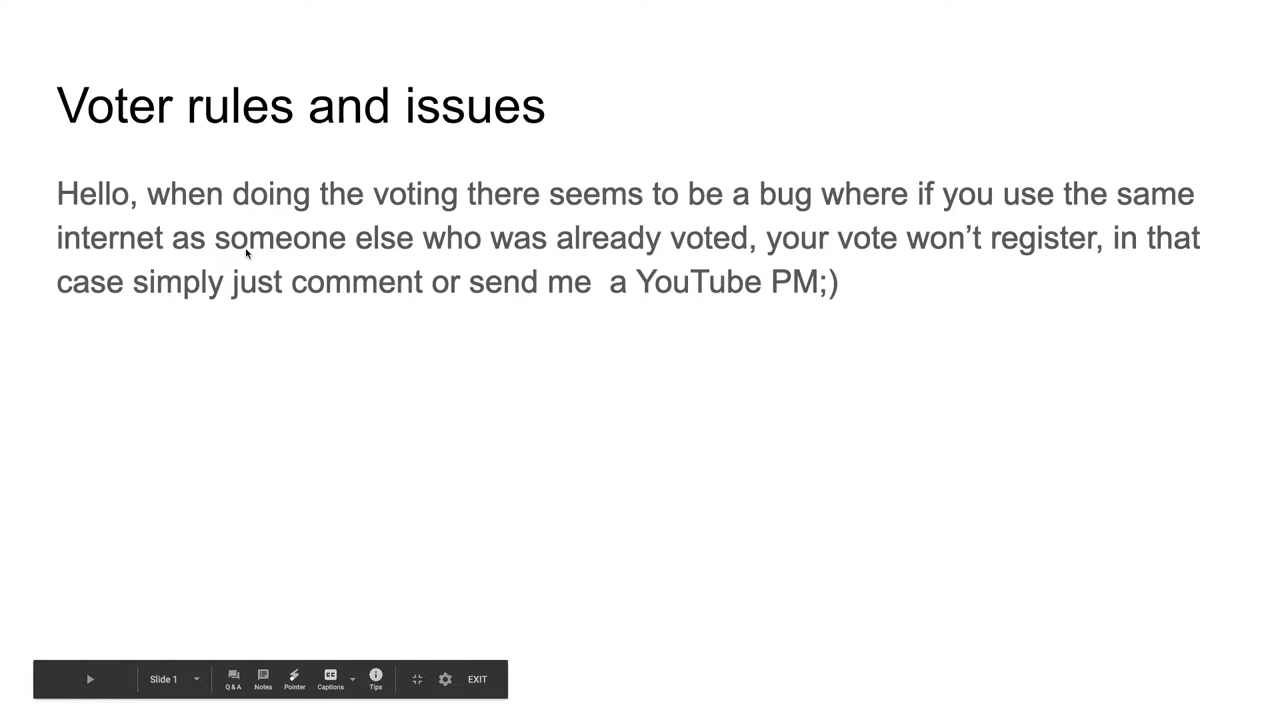 Voter rules and issues
Hello, when doing the voting there seems to be a bug where if you use the same
internet as someone else who was already voted, your vote won’t register, in that
case simply just comment or send me  a YouTube PM;)
Slide 1
Q & A
Notes
Pointer
CC
Captions
Tips
EXIT